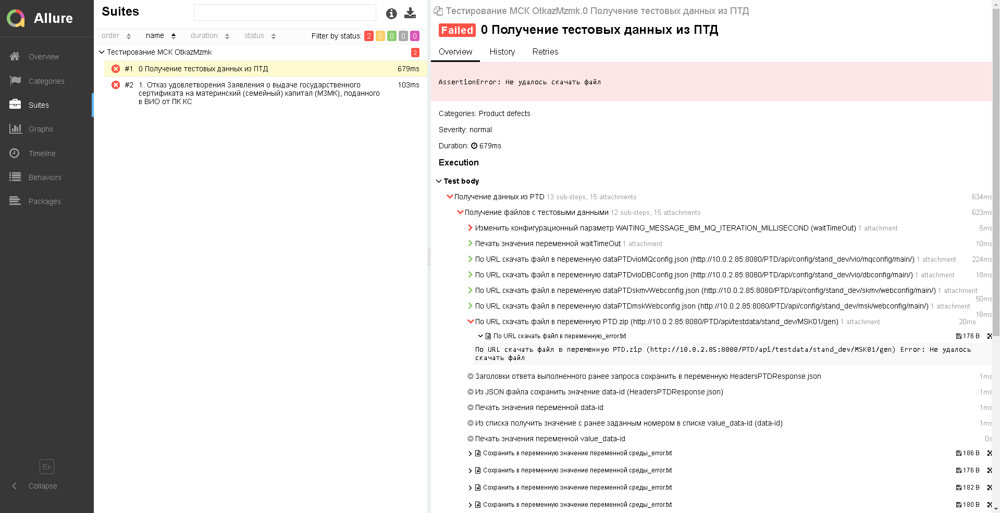 Allure
Overview
Categories
Suites
Graphs
Timeline
Behaviors
Packages
En
Collapse
Suites
order
name
duration
status
Filter by status: 2 0 0 0 0
Тестирование МСК OtkazMzmk 2
#1 0 Получение тестовых данных из ПТД 679ms
#2 1. Отказ удовлетворения Заявления о выдаче государственного 103ms
сертификата на материнский (семейный) капитал (МЗМК), поданного
в ВИО от ПК КС
Тестирование МСК OtkazMzmk.0 Получение тестовых данных из ПТД
Failed 0 Получение тестовых данных из ПТД
Overview History Retries
AssertionError: Не удалось скачать файл
Categories: Product defects
Severity: normal
Duration: 679ms
Execution
Test body
Получение данных из PTD 13 sub-steps, 15 attachments 634ms
Получение файлов с тестовыми данными 12 sub-steps, 15 attachments 623ms
Изменить конфигурационный параметр WAITING_MESSAGE_IBM_MQ_ITERATION_MILLISECOND (waitTimeOut) 1 attachment 5ms
Печать значения переменной waitTimeOut 1 attachment 10ms
По URL скачать файл в переменную dataPTDvioMQconfig.json (http://10.0.2.85:8080/PTD/api/config/stand_dev/vio/mqconfig/main/) 1 attachment 224ms
По URL скачать файл в переменную dataPTDvioDBConfig.json (http://10.0.2.85:8080/PTD/api/config/stand_dev/vio/dbconfig/main/) 1 attachment 18ms
По URL скачать файл в переменную dataPTDskmvWebconfig.json (http://10.0.2.85:8080/PTD/api/config/stand_dev/skmv/webconfig/main/) 1 attachment
50ms
По URL скачать файл в переменную dataPTDmskWebconfig.json (http://10.0.2.85:8080/PTD/api/config/stand_dev/msk/webconfig/main/) 1 attachment
18ms
По URL скачать файл в переменную PTD.zip (http://10.0.2.85:8080/PTD/api/testdata/stand_dev/MSK01/gen) 1 attachment 20ms
По URL скачать файл в переменную_error.txt 176 B
По URL скачать файл в переменную PTD.zip (http://10.0.2.85:8080/PTD/api/testdata/stand_dev/MSK01/gen) Error: Не удалось
скачать файл
Заголовки ответа выполненного ранее запроса сохранить в переменную HeadersPTDResponse.json 1ms
Из JSON файла сохранить значение data-id (HeadersPTDResponse.json) 1ms
Печать значения переменной data-id 1ms
Из списка получить значение с ранее заданным номером в списке value_data-id (data-id) 1ms
Печать значения переменной value_data-id 0s
Сохранить в переменную значение переменной среды_error.txt 186 B
Сохранить в переменную значение переменной среды_error.txt 176 B
Сохранить в переменную значение переменной среды_error.txt 182 B
Сохранить в переменную значение переменной среды_error.txt 180 B